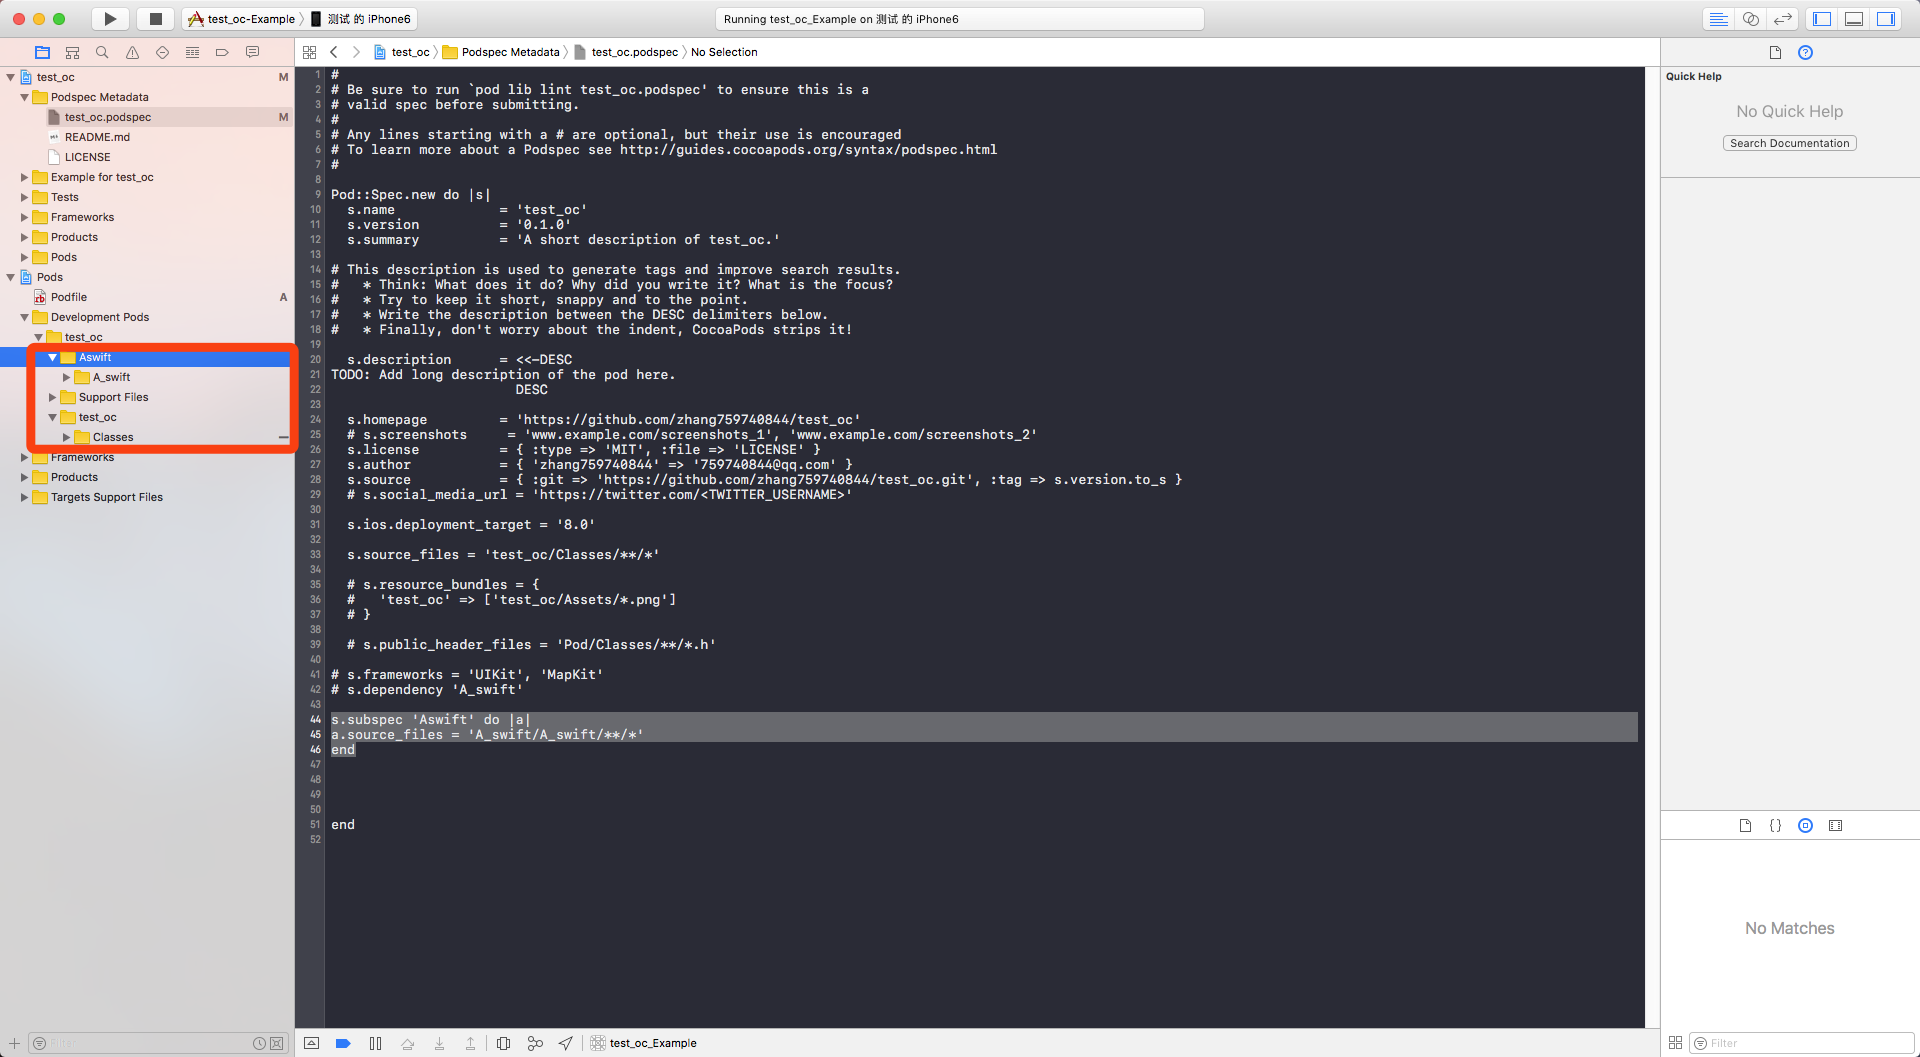 test_oc-Example 〉 测试 的 iPhone6
Running test_oc_Example on 测试 的 iPhone6
test_oc 〉 Podspec Metadata 〉 test_oc.podspec 〉 No Selection
test_oc M
Podspec Metadata
test_oc.podspec M
README.md
LICENSE
Example for test_oc
Tests
Frameworks
Products
Pods
Pods
Podfile A
Development Pods
test_oc
Aswift
A_swift
Support Files
test_oc
Classes
Frameworks
Products
Targets Support Files
1 #
2 # Be sure to run `pod lib lint test_oc.podspec' to ensure this is a
3 # valid spec before submitting.
4 #
5 # Any lines starting with a # are optional, but their use is encouraged
6 # To learn more about a Podspec see http://guides.cocoapods.org/syntax/podspec.html
7 #
8
9 Pod::Spec.new do |s|
10   s.name             = 'test_oc'
11   s.version          = '0.1.0'
12   s.summary          = 'A short description of test_oc.'
13
14 # This description is used to generate tags and improve search results.
15 #   * Think: What does it do? Why did you write it? What is the focus?
16 #   * Try to keep it short, snappy and to the point.
17 #   * Write the description between the DESC delimiters below.
18 #   * Finally, don't worry about the indent, CocoaPods strips it!
19
20   s.description      = <<-DESC
21 TODO: Add long description of the pod here.
22                        DESC
23
24   s.homepage         = 'https://github.com/zhang759740844/test_oc'
25   # s.screenshots     = 'www.example.com/screenshots_1', 'www.example.com/screenshots_2'
26   s.license          = { :type => 'MIT', :file => 'LICENSE' }
27   s.author           = { 'zhang759740844' => '759740844@qq.com' }
28   s.source           = { :git => 'https://github.com/zhang759740844/test_oc.git', :tag => s.version.to_s }
29   # s.social_media_url = 'https://twitter.com/<TWITTER_USERNAME>'
30
31   s.ios.deployment_target = '8.0'
32
33   s.source_files = 'test_oc/Classes/**/*'
34
35   # s.resource_bundles = {
36   #   'test_oc' => ['test_oc/Assets/*.png']
37   # }
38
39   # s.public_header_files = 'Pod/Classes/**/*.h'
40
41 # s.frameworks = 'UIKit', 'MapKit'
42 # s.dependency 'A_swift'
43
44 s.subspec 'Aswift' do |a|
45 a.source_files = 'A_swift/A_swift/**/*'
46 end
47
48
49
50
51 end
52
Quick Help
No Quick Help
Search Documentation
No Matches
Filter
test_oc_Example
Filter